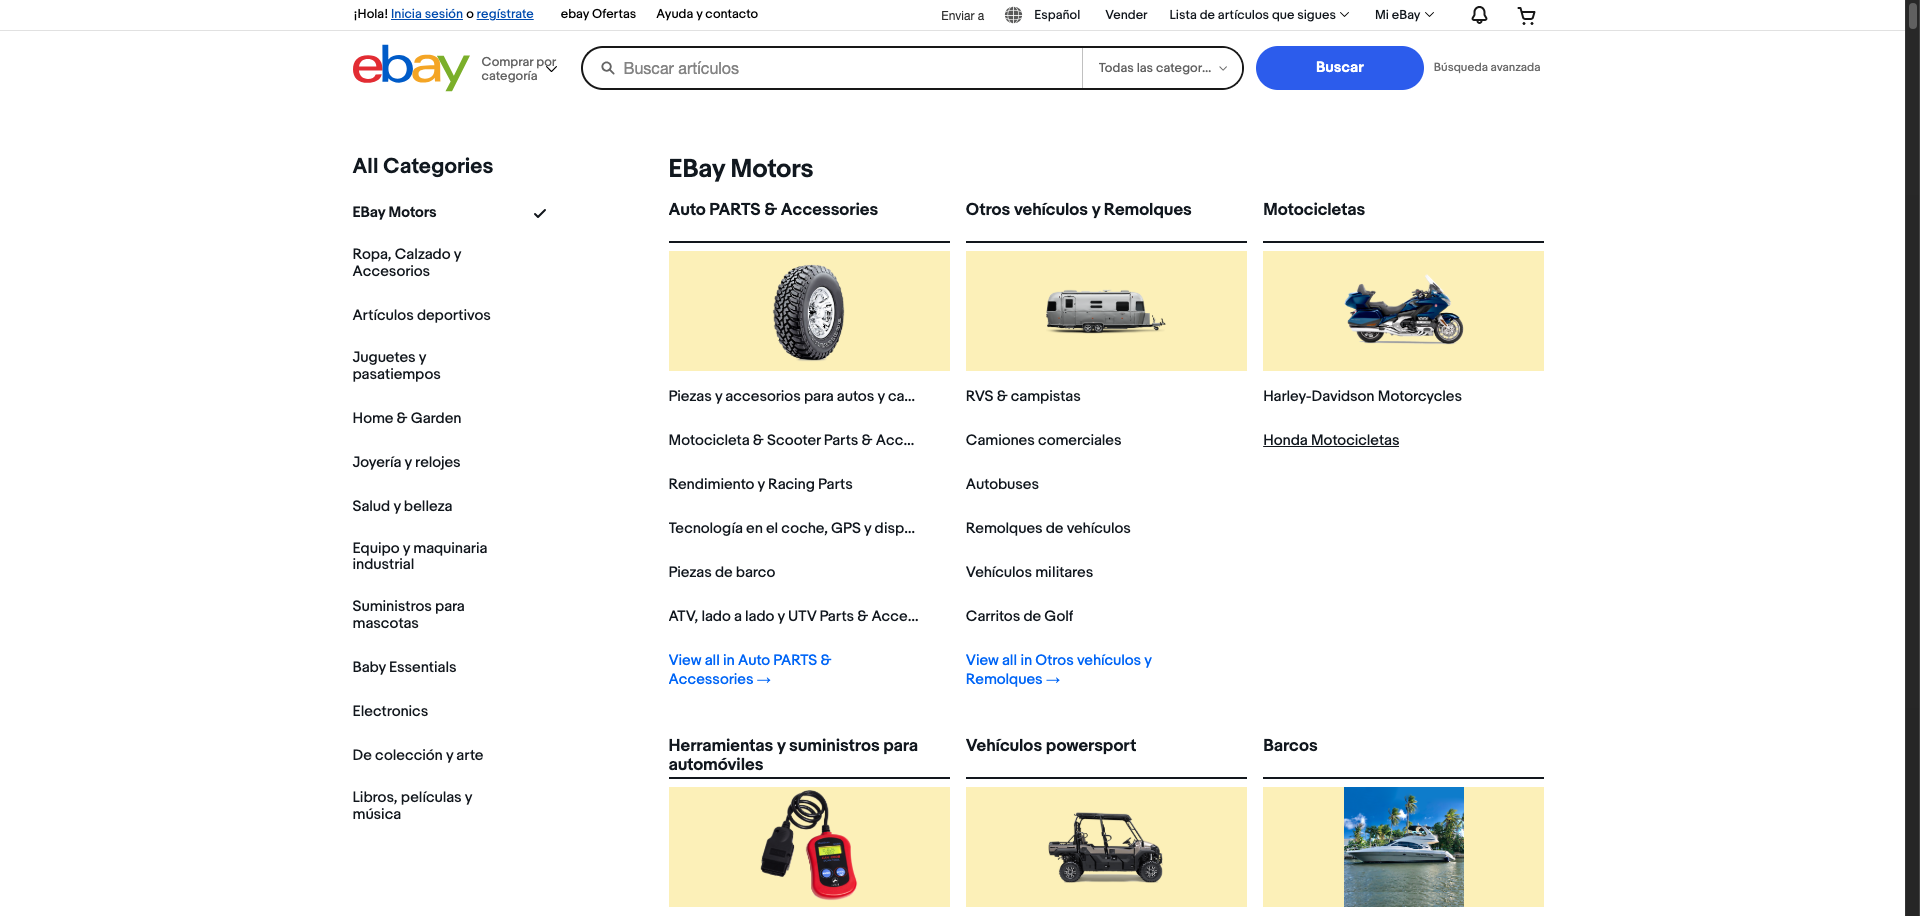 ¡Hola! Inicia sesión o regístrate
ebay Ofertas
Ayuda y contacto
Enviar a
Español
Vender
Lista de artículos que sigues
Mi eBay
ebay
Comprar por
categoría
Buscar artículos
Todas las categor...
Buscar
Búsqueda avanzada
All Categories
EBay Motors
Ropa, Calzado y
Accesorios
Artículos deportivos
Juguetes y
pasatiempos
Home & Garden
Joyería y relojes
Salud y belleza
Equipo y maquinaria
industrial
Suministros para
mascotas
Baby Essentials
Electronics
De colección y arte
Libros, películas y
música
EBay Motors
Auto PARTS & Accessories
Piezas y accesorios para autos y ca...
Motocicleta & Scooter Parts & Acc...
Rendimiento y Racing Parts
Tecnología en el coche, GPS y disp...
Piezas de barco
ATV, lado a lado y UTV Parts & Acce...
View all in Auto PARTS &
Accessories →
Otros vehículos y Remolques
RVS & campistas
Camiones comerciales
Autobuses
Remolques de vehículos
Vehículos militares
Carritos de Golf
View all in Otros vehículos y
Remolques →
Motocicletas
Harley-Davidson Motorcycles
Honda Motocicletas
Herramientas y suministros para
automóviles
Vehículos powersport
Barcos